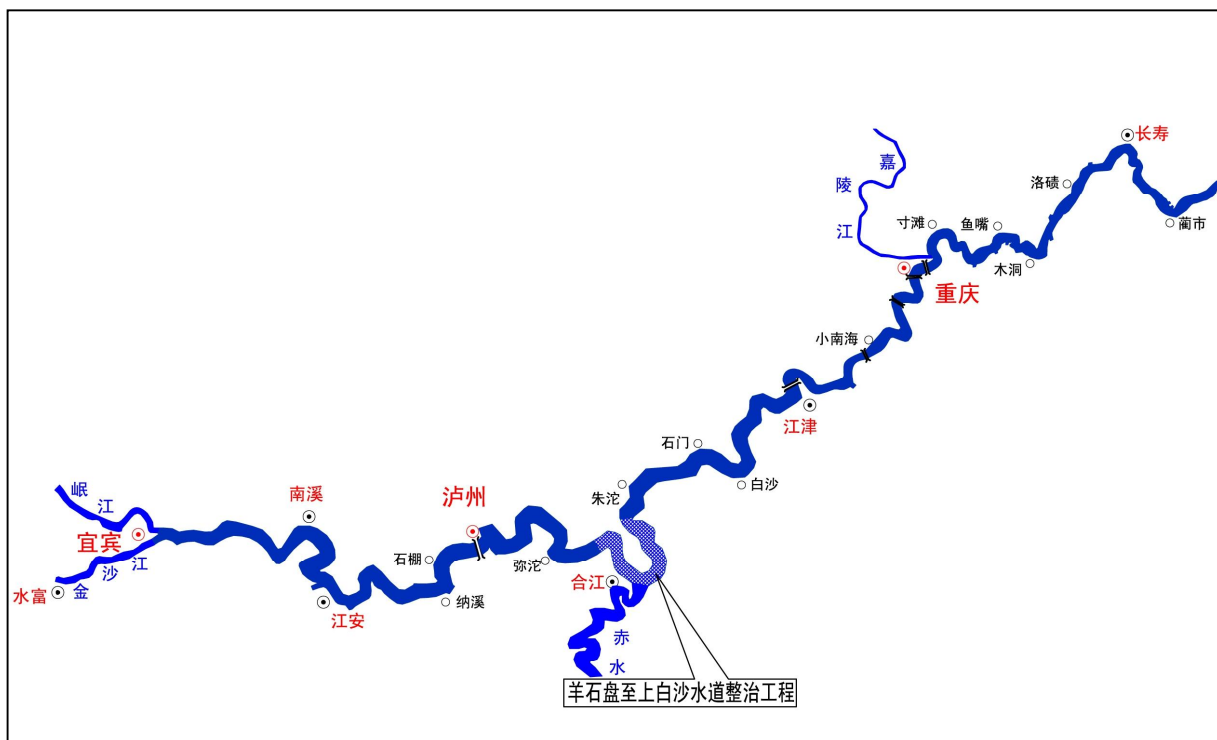 长寿
嘉
陵
江
洛碛
寸滩
鱼嘴
蔺市
木洞
重庆
小南海
江津
石门
白沙
朱沱
岷
江
南溪
泸州
宜宾
沙
江
金
水富
石棚
弥沱
合江
江安
纳溪
赤
水
羊石盘至上白沙水道整治工程